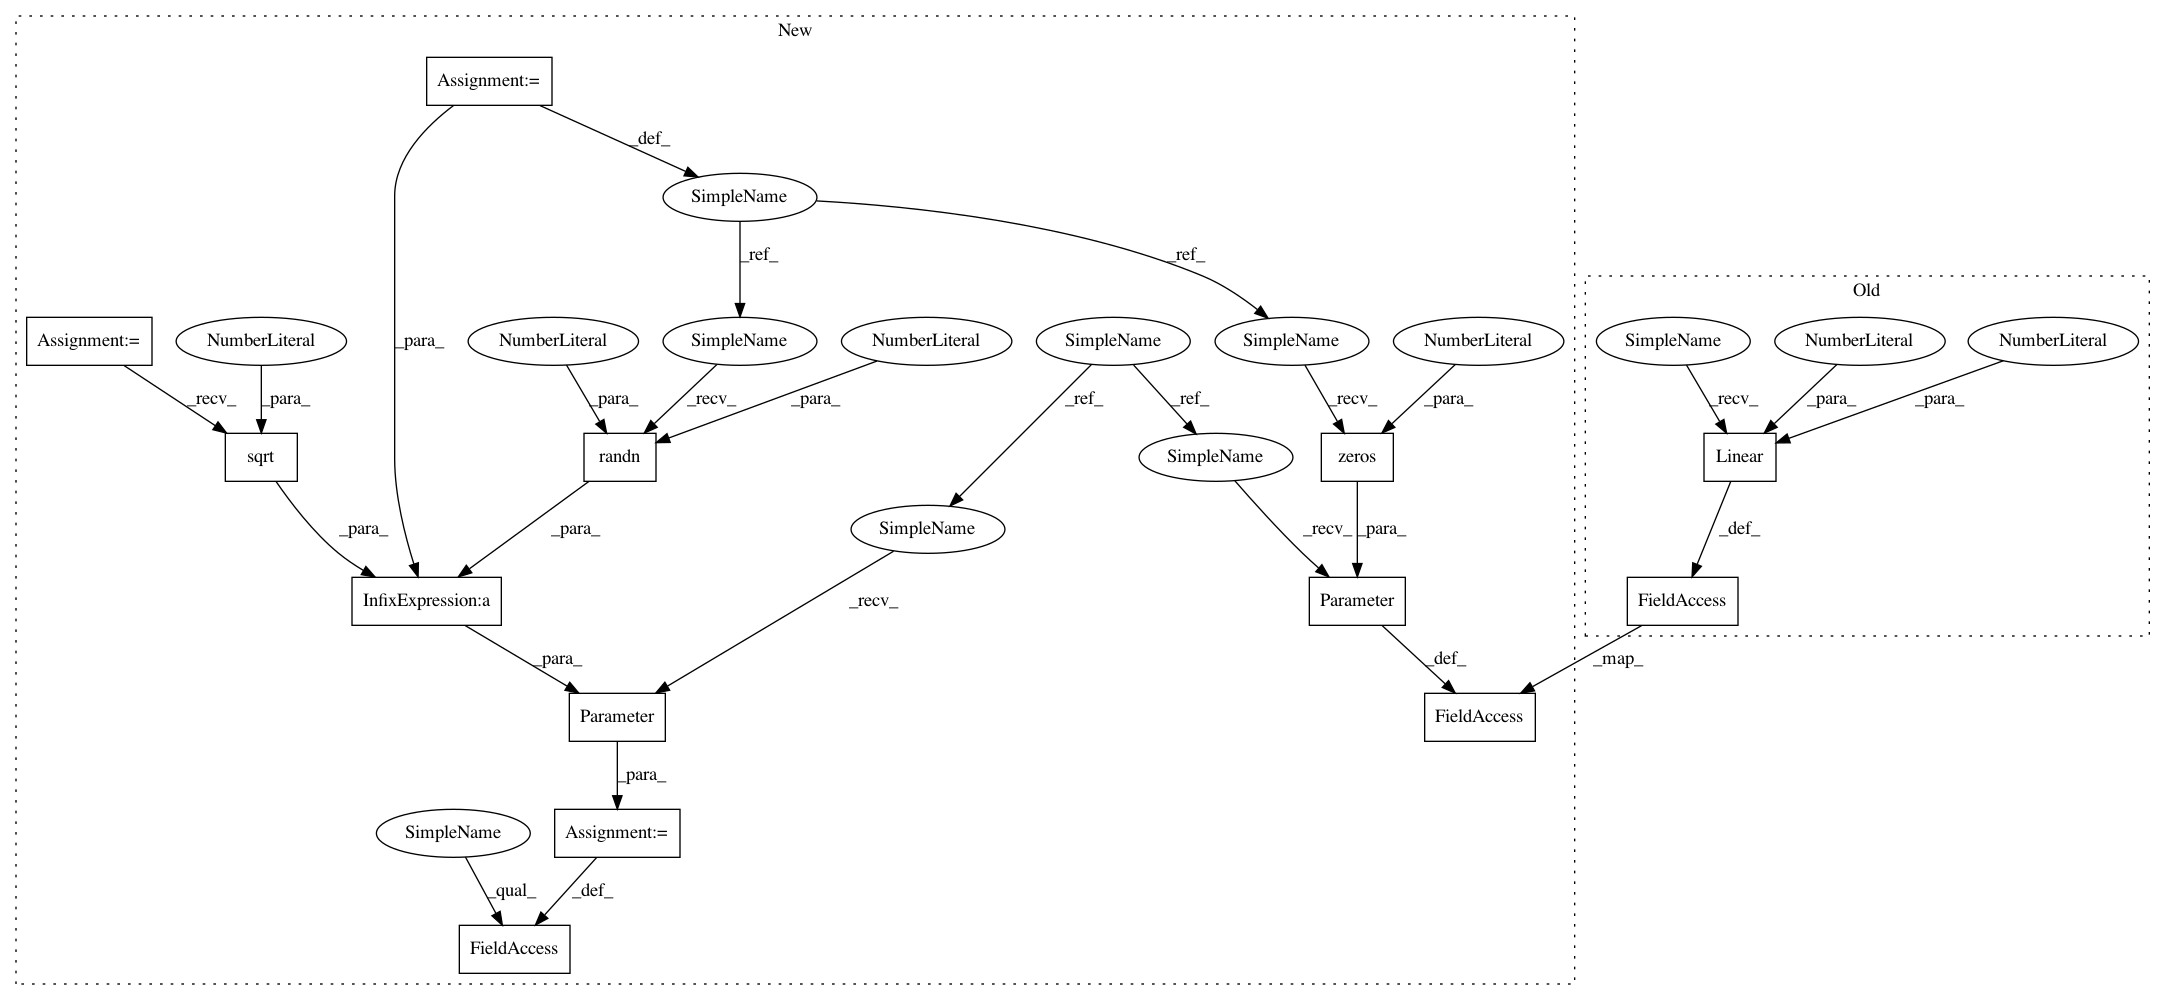 New
Assignment:=
_def_
SimpleName
_ref_
_ref_
Old
Assignment:=
NumberLiteral
_para_
NumberLiteral
SimpleName
NumberLiteral
SimpleName
SimpleName
NumberLiteral
SimpleName
NumberLiteral
NumberLiteral
_recv_
_para_
_para_
_recv_
_para_
_ref_
_ref_
_recv_
_para_
_recv_
_para_
_para_
sqrt
randn
SimpleName
zeros
Linear
_para_
_para_
SimpleName
_recv_
_para_
_def_
InfixExpression:a
_recv_
Parameter
FieldAccess
_para_
_def_
_map_
Parameter
FieldAccess
_para_
SimpleName
Assignment:=
_qual_
_def_
FieldAccess